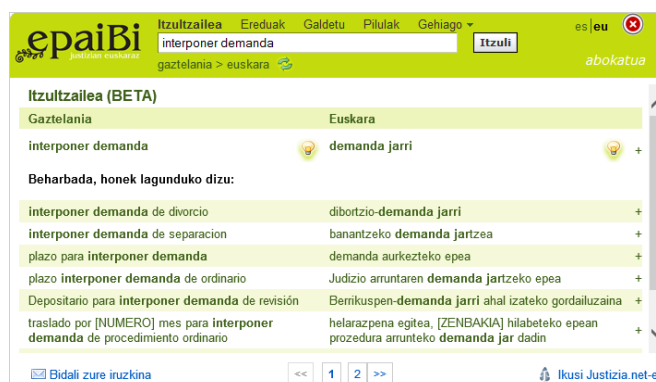 epaiBi
justizian euskaraz
Itzultzailea Ereduak Galdetu Pilulak Gehiago
es|eu
interponer demanda
Itzuli
gaztelania > euskara
abokatua
Itzultzailea (BETA)
Gaztelania Euskara
interponer demanda demanda jarri +
Beharbada, honek lagunduko dizu:
interponer demanda de divorcio dibortzio-demanda jarri +
interponer demanda de separacion banantzeko demanda jartzea +
plazo para interponer demanda demanda aurkezteko epea +
plazo interponer demanda de ordinario Judizio arruntaren demanda jartzeko epea +
Depositario para interponer demanda de revisión Berrikuspen-demanda jarri ahal izateko gordailuzaina +
traslado por [NUMERO] mes para interponer helarazpena egitea, [ZENBAKIA] hilabeteko epean +
demanda de procedimiento ordinario prozedura arrunteko demanda jar dadin
Bidali zure iruzkina << 1 2 >> Ikusi Justizia.net-e